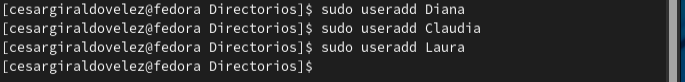 [cesargiraldovelez@fedora Directorios]$ sudo useradd Diana
[cesargiraldovelez@fedora Directorios]$ sudo useradd Claudia
[cesargiraldovelez@fedora Directorios]$ sudo useradd Laura
[cesargiraldovelez@fedora Directorios]$